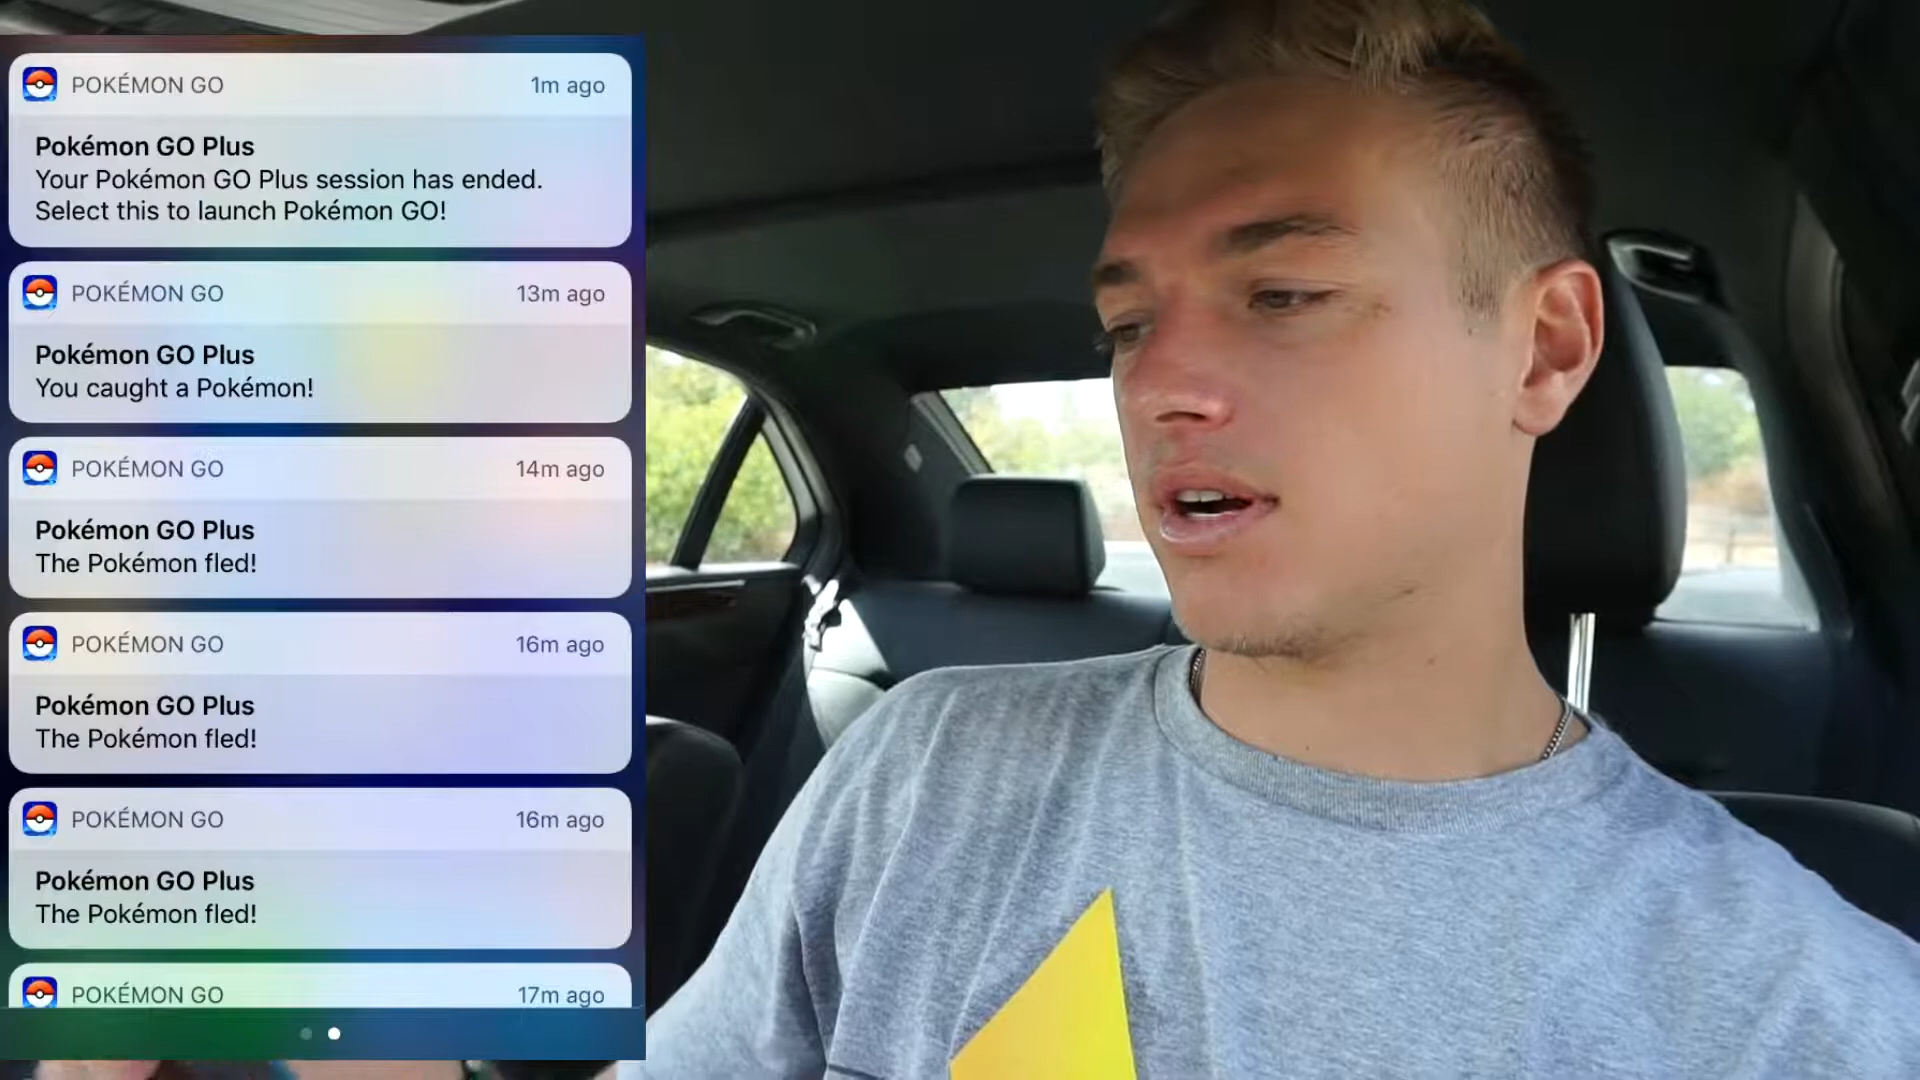 POKÉMON GO 1m ago
Pokémon GO Plus
Your Pokémon GO Plus session has ended.
Select this to launch Pokémon GO!
POKÉMON GO 13m ago
Pokémon GO Plus
You caught a Pokémon!
POKÉMON GO 14m ago
Pokémon GO Plus
The Pokémon fled!
POKÉMON GO 16m ago
Pokémon GO Plus
The Pokémon fled!
POKÉMON GO 16m ago
Pokémon GO Plus
The Pokémon fled!
POKÉMON GO 17m ago